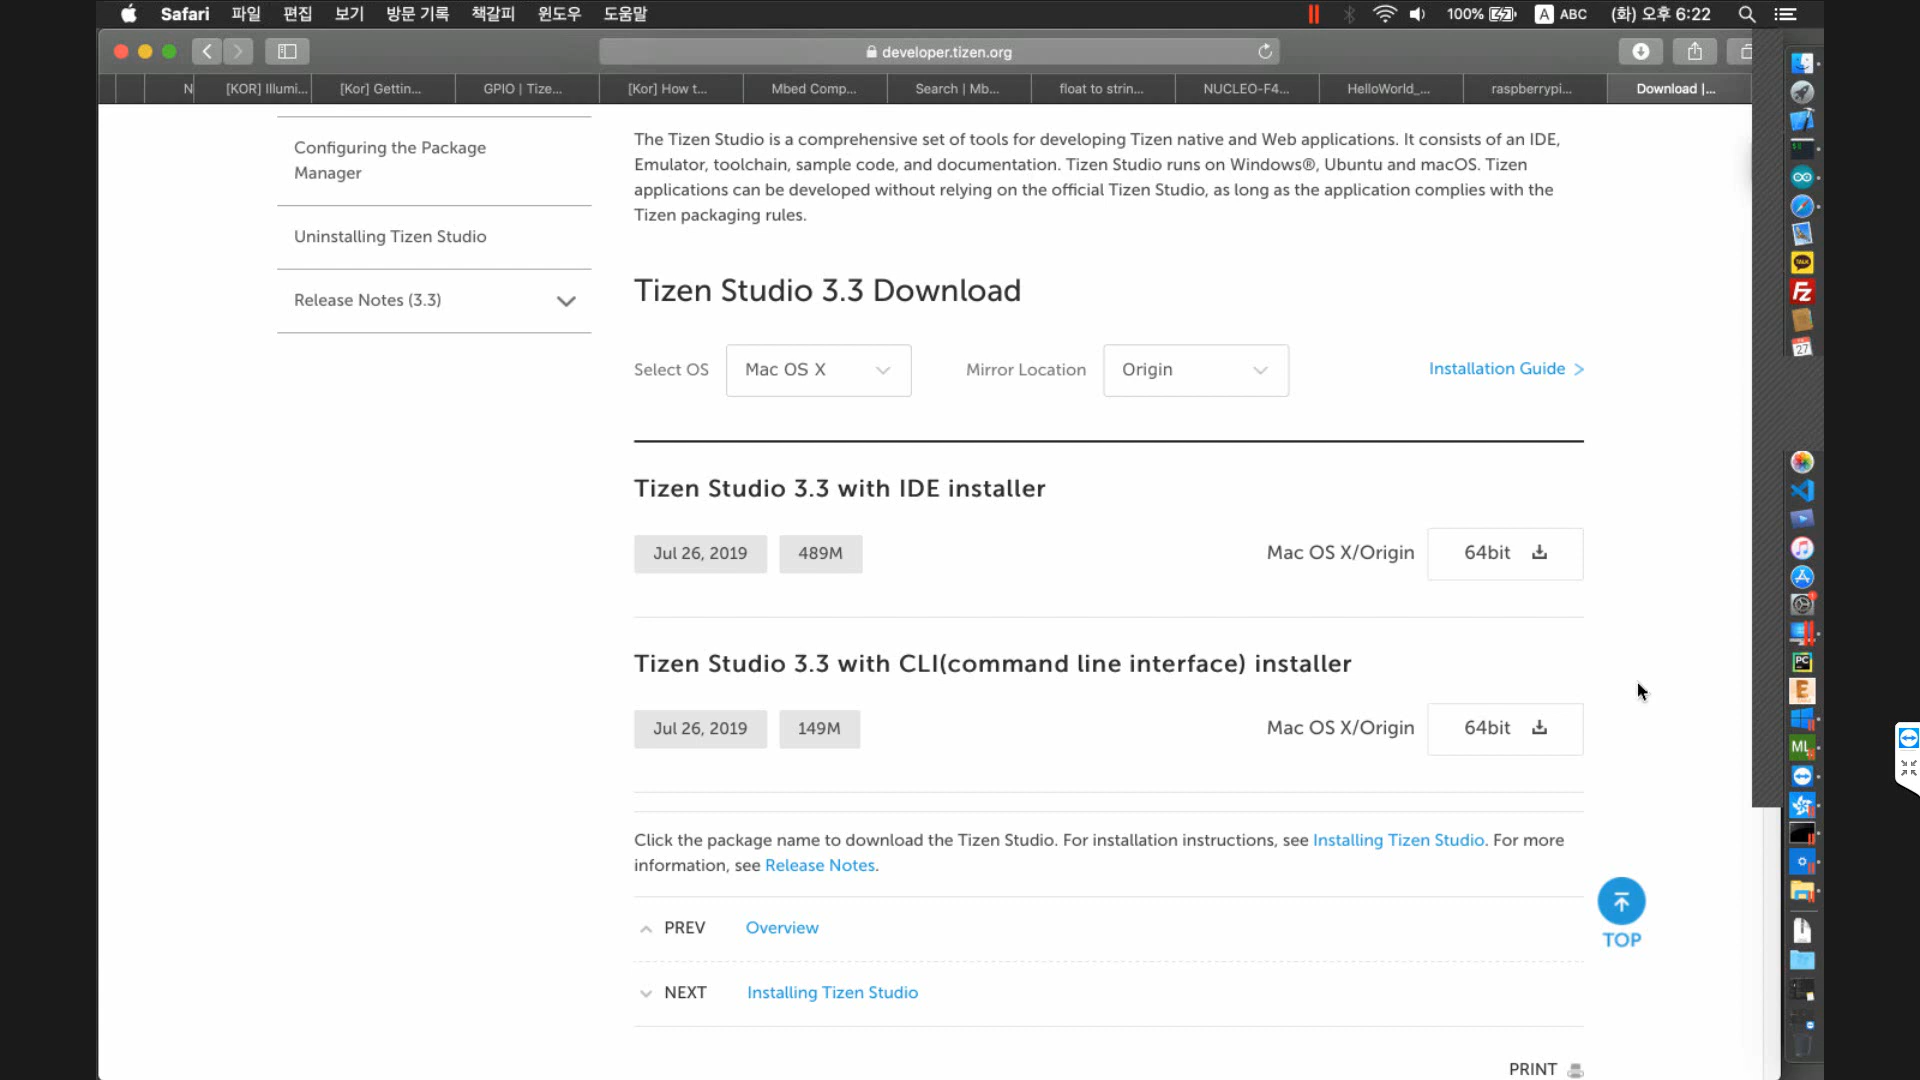 Safari 파일 편집 보기 방문 기록 책갈피 윈도우 도움말 100% A ABC (화) 오후 6:22
developer.tizen.org
N [KOR] Illumi... [Kor] Gettin... GPIO | Tize... [Kor] How t... Mbed Comp... Search | Mb... float to strin... NUCLEO-F4... HelloWorld_... raspberrypi... Download |...
Configuring the Package
Manager
Uninstalling Tizen Studio
Release Notes (3.3)
The Tizen Studio is a comprehensive set of tools for developing Tizen native and Web applications. It consists of an IDE,
Emulator, toolchain, sample code, and documentation. Tizen Studio runs on Windows®, Ubuntu and macOS. Tizen
applications can be developed without relying on the official Tizen Studio, as long as the application complies with the
Tizen packaging rules.
Tizen Studio 3.3 Download
Select OS Mac OS X Mirror Location Origin Installation Guide >
Tizen Studio 3.3 with IDE installer
Jul 26, 2019 489M Mac OS X/Origin 64bit
Tizen Studio 3.3 with CLI(command line interface) installer
Jul 26, 2019 149M Mac OS X/Origin 64bit
Click the package name to download the Tizen Studio. For installation instructions, see Installing Tizen Studio. For more
information, see Release Notes.
PREV Overview
NEXT Installing Tizen Studio
TOP
PRINT
TALK
FZ
27
PC
E
ML